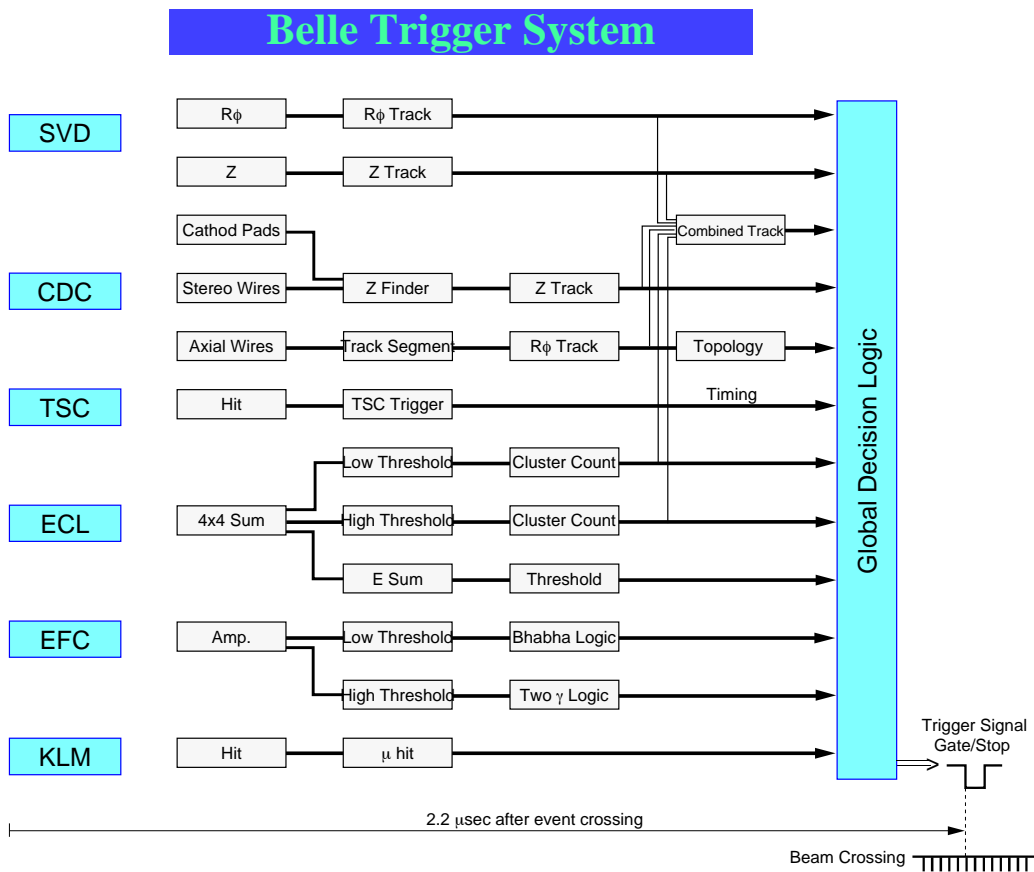 Belle Trigger System
SVD
Rϕ
Rϕ Track
Z
Z Track
Cathod Pads
Combined Track
CDC
Stereo Wires
Z Finder
Z Track
Axial Wires
Track Segment
Rϕ Track
Topology
TSC
Hit
TSC Trigger
Timing
Low Threshold
Cluster Count
ECL
4x4 Sum
High Threshold
Cluster Count
E Sum
Threshold
EFC
Amp.
Low Threshold
Bhabha Logic
High Threshold
Two γ Logic
KLM
Hit
μ hit
Global Decision Logic
Trigger Signal
Gate/Stop
2.2 μsec after event crossing
Beam Crossing